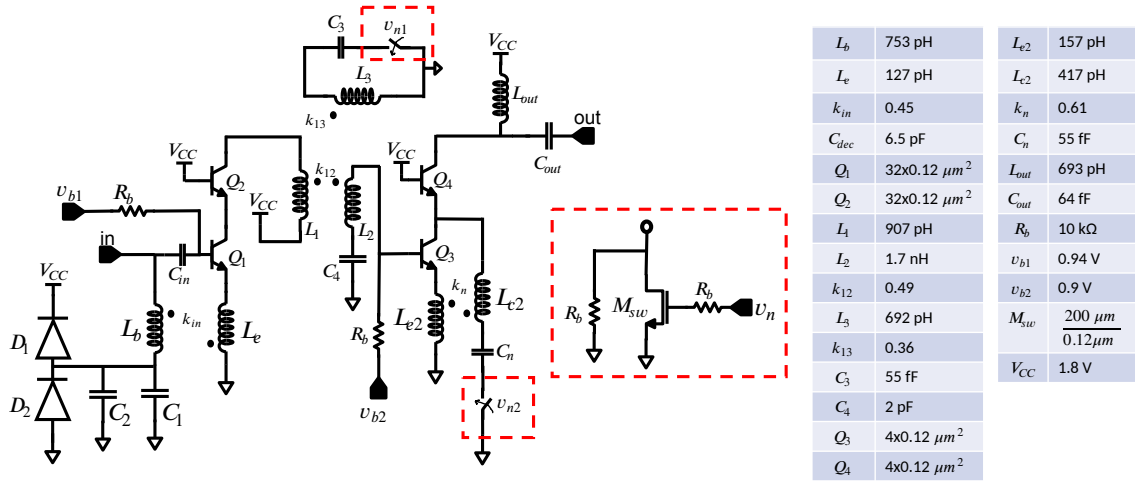 C3
vn1
L3
k13
VCC
Lout
out
Cout
VCC
Q2
k12
VCC
Q4
vb1
Rb
VCC
L1
L2
in
Cin
Q1
C4
Q3
VCC
Lb
kin
Le
Rb
Le2
kn
Lc2
Rb
Msw
Rb
vn
D1
D2
C2
C1
vb2
Cn
vn2
Lb 753 pH
Le 127 pH
kin 0.45
Cdec 6.5 pF
Q1 32x0.12 μm²
Q2 32x0.12 μm²
L1 907 pH
L2 1.7 nH
k12 0.49
L3 692 pH
k13 0.36
C3 55 fF
C4 2 pF
Q3 4x0.12 μm²
Q4 4x0.12 μm²
Le2 157 pH
Lc2 417 pH
kn 0.61
Cn 55 fF
Lout 693 pH
Cout 64 fF
Rb 10 kΩ
vb1 0.94 V
vb2 0.9 V
Msw 200 μm
0.12μm
VCC 1.8 V